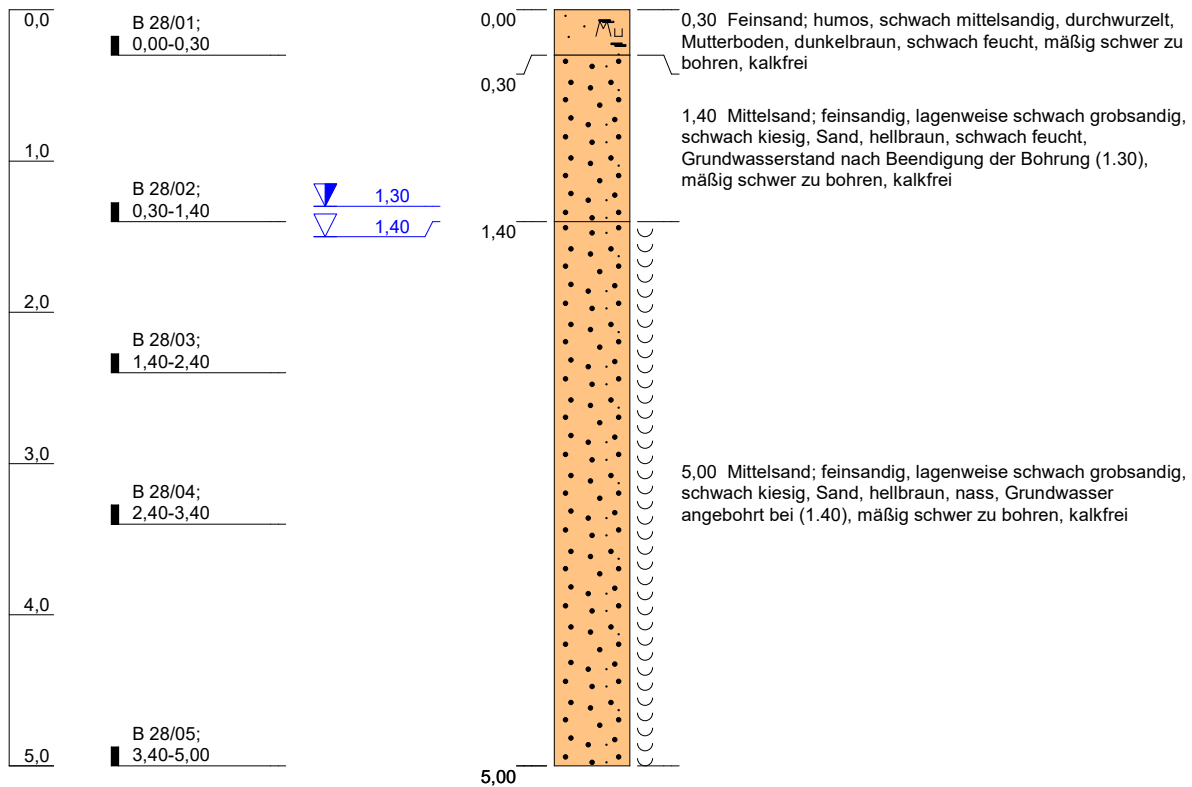 0,0
1,0
2,0
3,0
4,0
5,0
B 28/01;
0,00-0,30
B 28/02;
0,30-1,40
B 28/03;
1,40-2,40
B 28/04;
2,40-3,40
B 28/05;
3,40-5,00
1,30
1,40
0,00
0,30
1,40
5,00
Mu
0,30 Feinsand; humos, schwach mittelsandig, durchwurzelt,
Mutterboden, dunkelbraun, schwach feucht, mäßig schwer zu
bohren, kalkfrei
1,40 Mittelsand; feinsandig, lagenweise schwach grobsandig,
schwach kiesig, Sand, hellbraun, schwach feucht,
Grundwasserstand nach Beendigung der Bohrung (1.30),
mäßig schwer zu bohren, kalkfrei
5,00 Mittelsand; feinsandig, lagenweise schwach grobsandig,
schwach kiesig, Sand, hellbraun, nass, Grundwasser
angebohrt bei (1.40), mäßig schwer zu bohren, kalkfrei